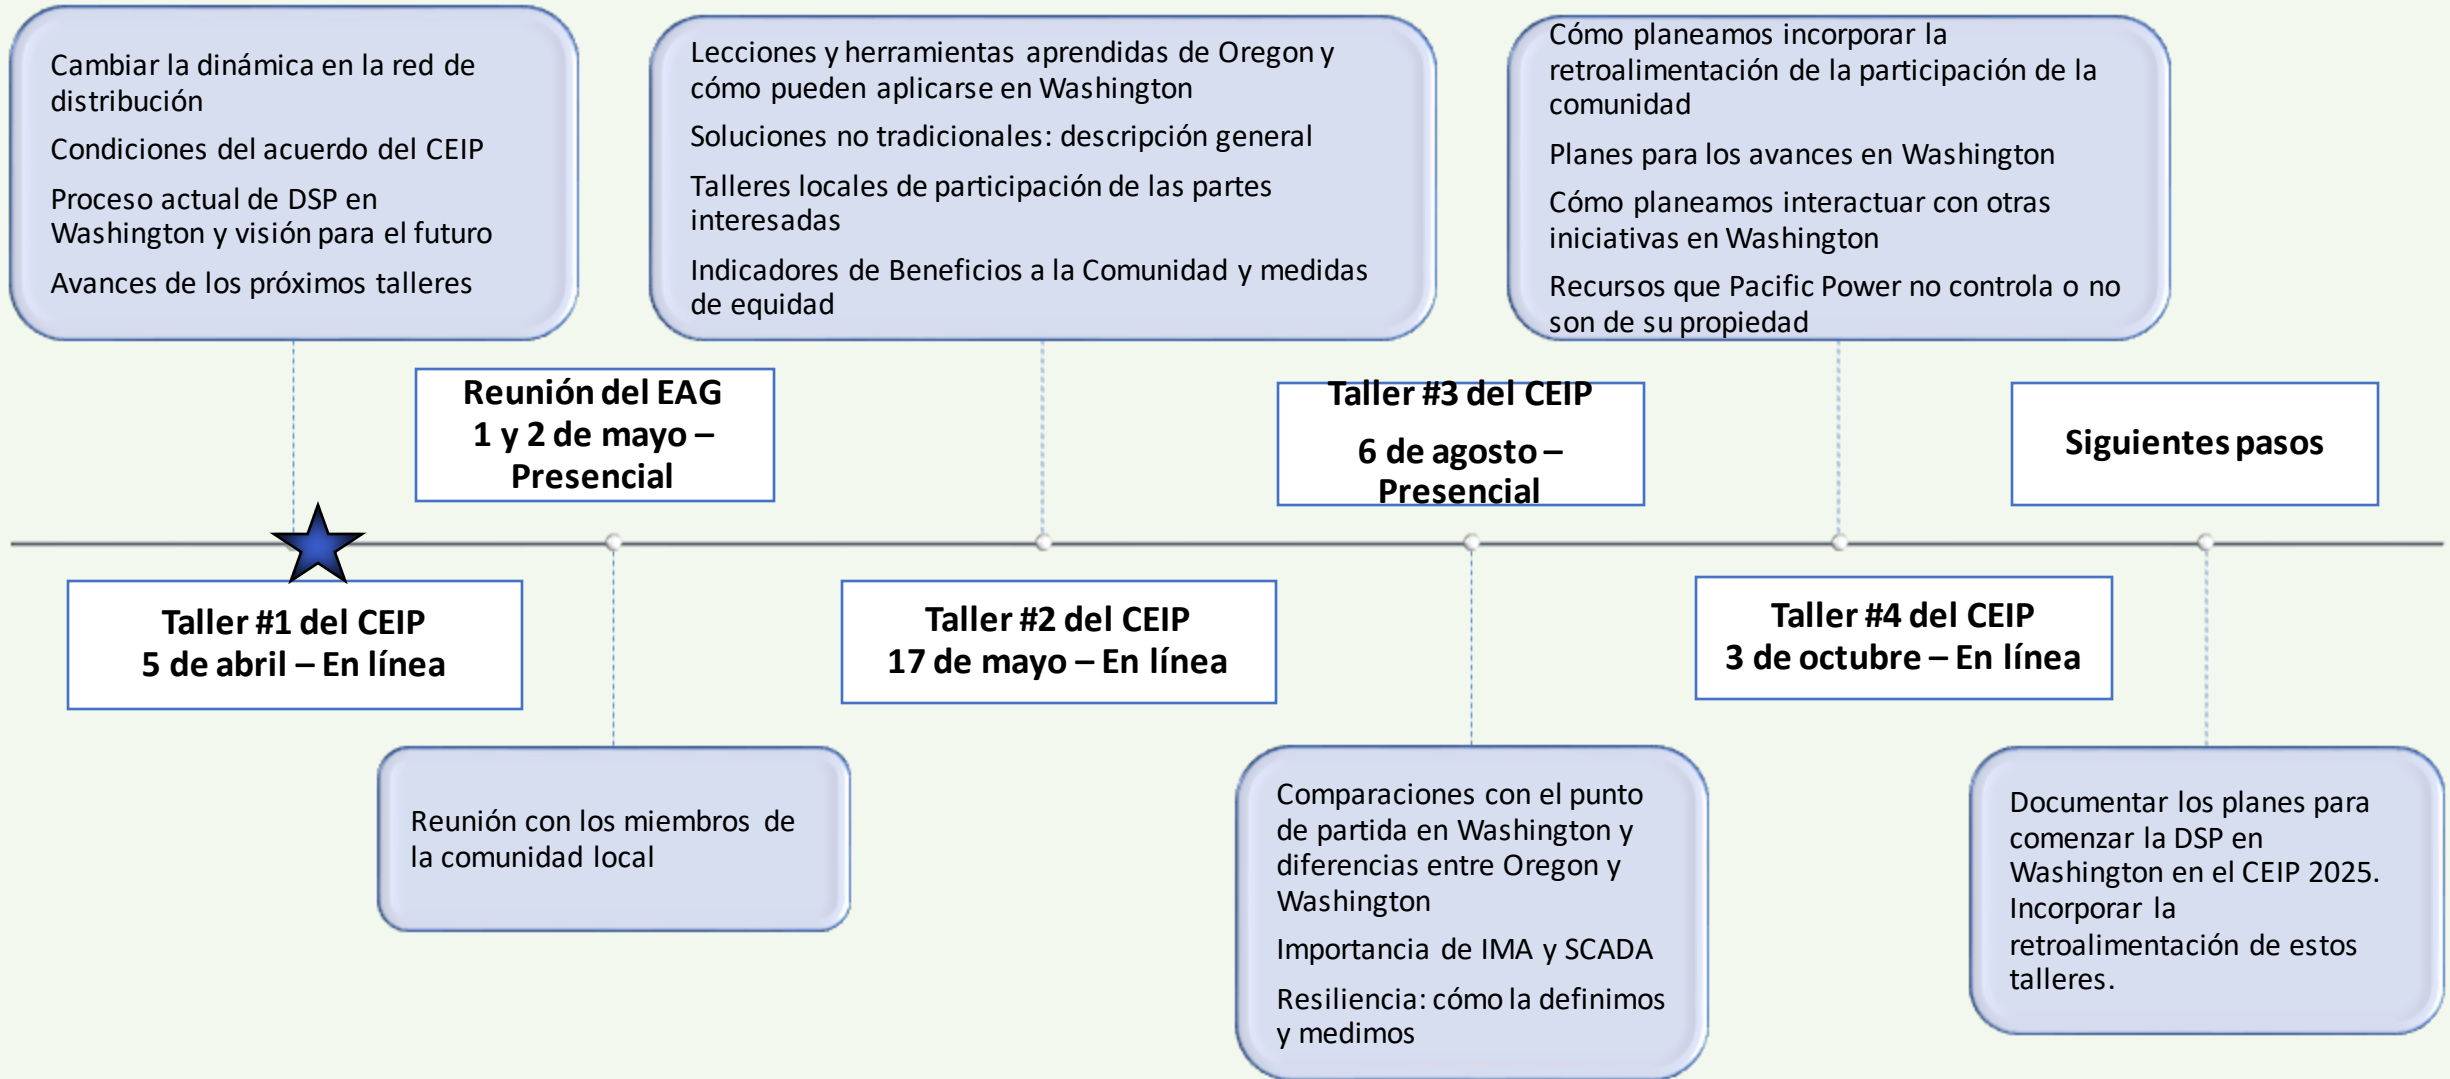 Cambiar la dinámica en la red de
distribución
Condiciones del acuerdo del CEIP
Proceso actual de DSP en
Washington y visión para el futuro
Avances de los próximos talleres
Lecciones y herramientas aprendidas de Oregon y
cómo pueden aplicarse en Washington
Soluciones no tradicionales: descripción general
Talleres locales de participación de las partes
interesadas
Indicadores de Beneficios a la Comunidad y medidas
de equidad
Cómo planeamos incorporar la
retroalimentación de la participación de la
comunidad
Planes para los avances en Washington
Cómo planeamos interactuar con otras
iniciativas en Washington
Recursos que Pacific Power no controla o no
son de su propiedad
Reunión del EAG
1 y 2 de mayo –
Presencial
Taller #3 del CEIP
6 de agosto –
Presencial
Siguientes pasos
Taller #1 del CEIP
5 de abril – En línea
Taller #2 del CEIP
17 de mayo – En línea
Taller #4 del CEIP
3 de octubre – En línea
Reunión con los miembros de
la comunidad local
Comparaciones con el punto
de partida en Washington y
diferencias entre Oregon y
Washington
Importancia de IMA y SCADA
Resiliencia: cómo la definimos
y medimos
Documentar los planes para
comenzar la DSP en
Washington en el CEIP 2025.
Incorporar la
retroalimentación de estos
talleres.